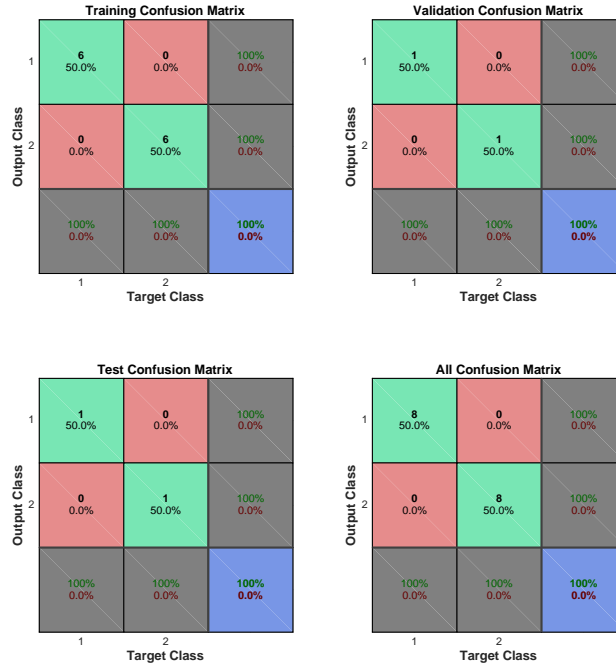 Training Confusion Matrix
6 0 100%
50.0% 0.0% 0.0%
1
0 6 100%
0.0% 50.0% 0.0%
2
100% 100% 100%
0.0% 0.0% 0.0%
1 2
Target Class
Output Class
Validation Confusion Matrix
1 0 100%
50.0% 0.0% 0.0%
1
0 1 100%
0.0% 50.0% 0.0%
2
100% 100% 100%
0.0% 0.0% 0.0%
1 2
Target Class
Output Class
Test Confusion Matrix
1 0 100%
50.0% 0.0% 0.0%
1
0 1 100%
0.0% 50.0% 0.0%
2
100% 100% 100%
0.0% 0.0% 0.0%
1 2
Target Class
Output Class
All Confusion Matrix
8 0 100%
50.0% 0.0% 0.0%
1
0 8 100%
0.0% 50.0% 0.0%
2
100% 100% 100%
0.0% 0.0% 0.0%
1 2
Target Class
Output Class